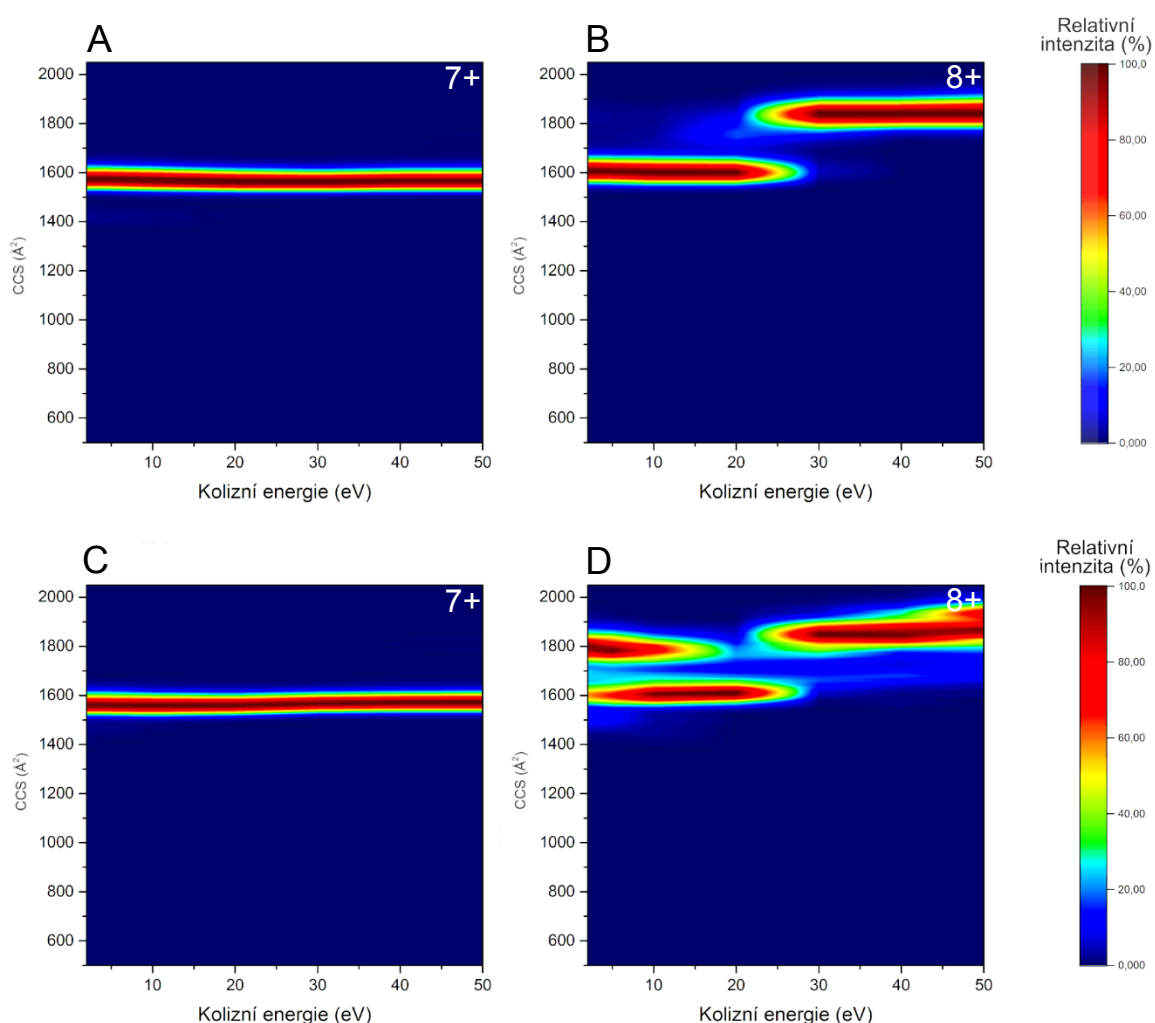 A
B
Relativní
intenzita (%)
7+
8+
2000
1800
1600
1400
1200
1000
800
600
CCS (Å²)
10 20 30 40 50
Kolizní energie (eV)
2000
1800
1600
1400
1200
1000
800
600
CCS (Å²)
10 20 30 40 50
Kolizní energie (eV)
100,0
80,00
60,00
40,00
20,00
0,000
C
D
Relativní
intenzita (%)
7+
8+
2000
1800
1600
1400
1200
1000
800
600
CCS (Å²)
10 20 30 40 50
Kolizní energie (eV)
2000
1800
1600
1400
1200
1000
800
600
CCS (Å²)
10 20 30 40 50
Kolizní energie (eV)
100,0
80,00
60,00
40,00
20,00
0,000